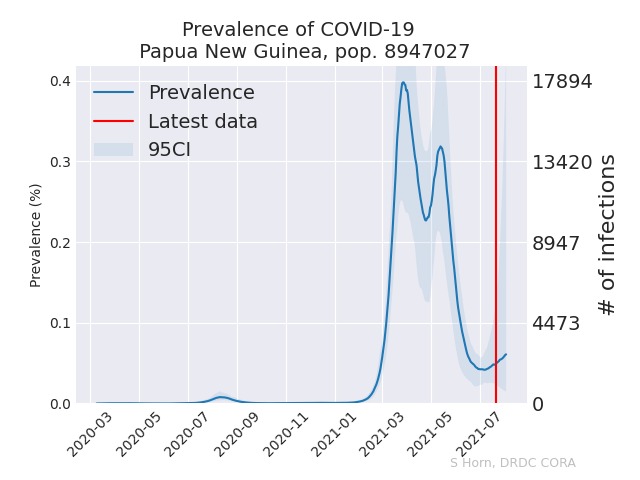 Prevalence of COVID-19
Papua New Guinea, pop. 8947027
Prevalence
Latest data
95CI
Prevalence (%)
0.4
0.3
0.2
0.1
0.0
17894
13420
8947
4473
0
# of infections
2020-03
2020-05
2020-07
2020-09
2020-11
2021-01
2021-03
2021-05
2021-07
S Horn, DRDC CORA